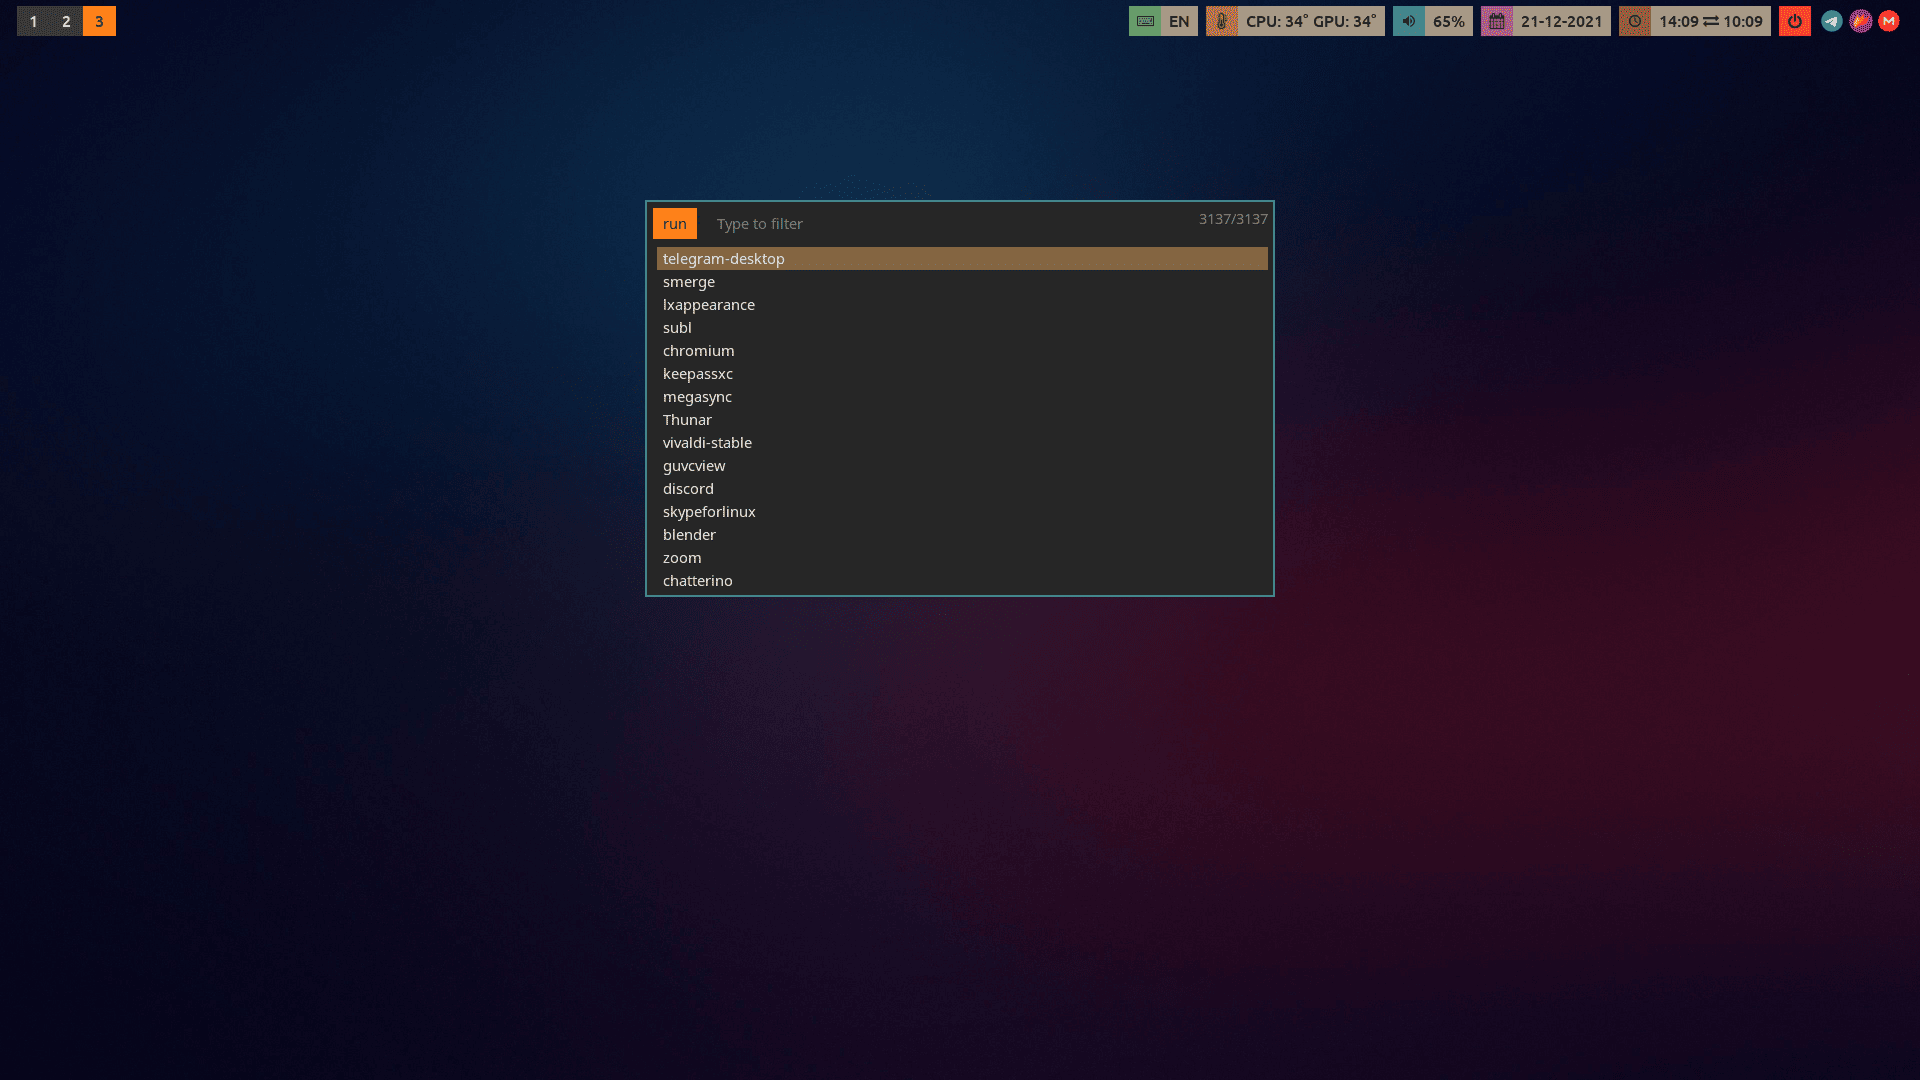 1 2 3 EN CPU: 34° GPU: 34° 65% 21-12-2021 14:09 ⇄ 10:09 M
run Type to filter 3137/3137
telegram-desktop
smerge
lxappearance
subl
chromium
keepassxc
megasync
Thunar
vivaldi-stable
guvcview
discord
skypeforlinux
blender
zoom
chatterino